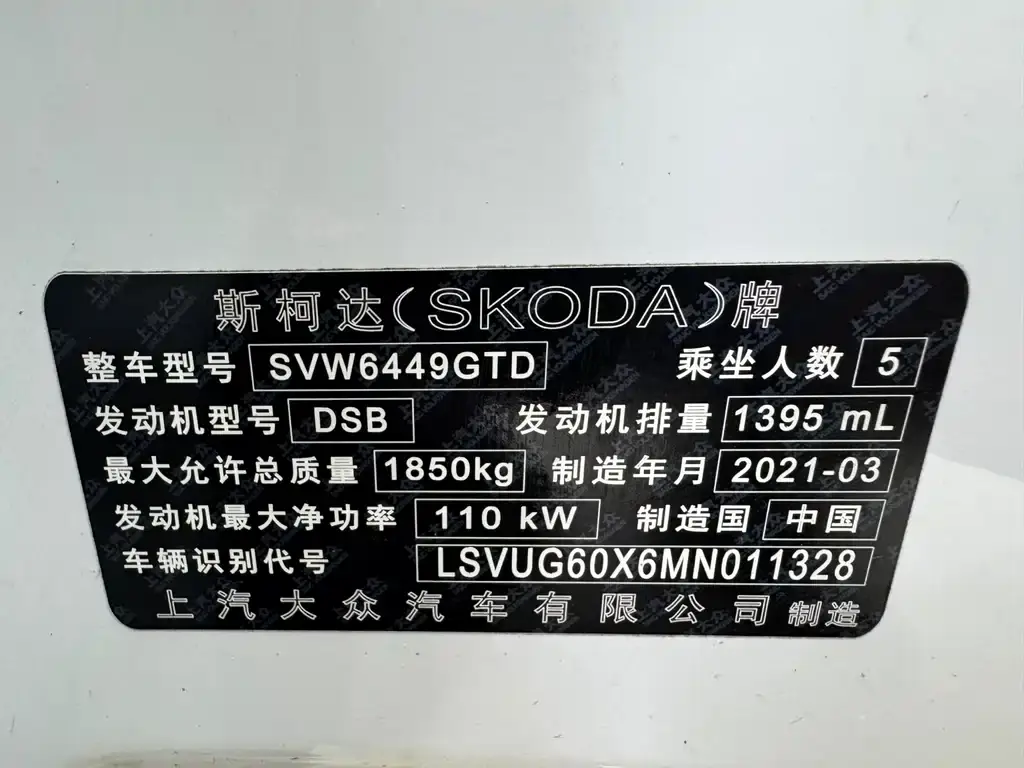 斯柯达(SKODA)牌
整车型号 SVW6449GTD 乘坐人数 5
发动机型号 DSB 发动机排量 1395 mL
最大允许总质量 1850kg 制造年月 2021-03
发动机最大净功率 110 kW 制造国 中国
车辆识别代号 LSVUG60X6MN011328
上汽大众汽车有限公司 制造